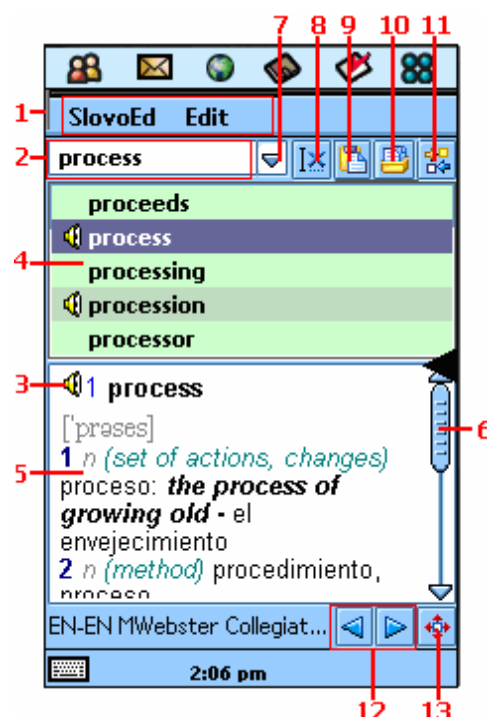 7 8 9 10 11
1 SlovoEd Edit
2 process
proceeds
process
4 processing
procession
processor
3 1 process
['prəses]
6
1 n (set of actions, changes)
5 proceso: the process of
growing old - el
envejecimiento
2 n (method) procedimiento,
proceso
EN-EN MWebster Collegiat...
2:06 pm
12 13